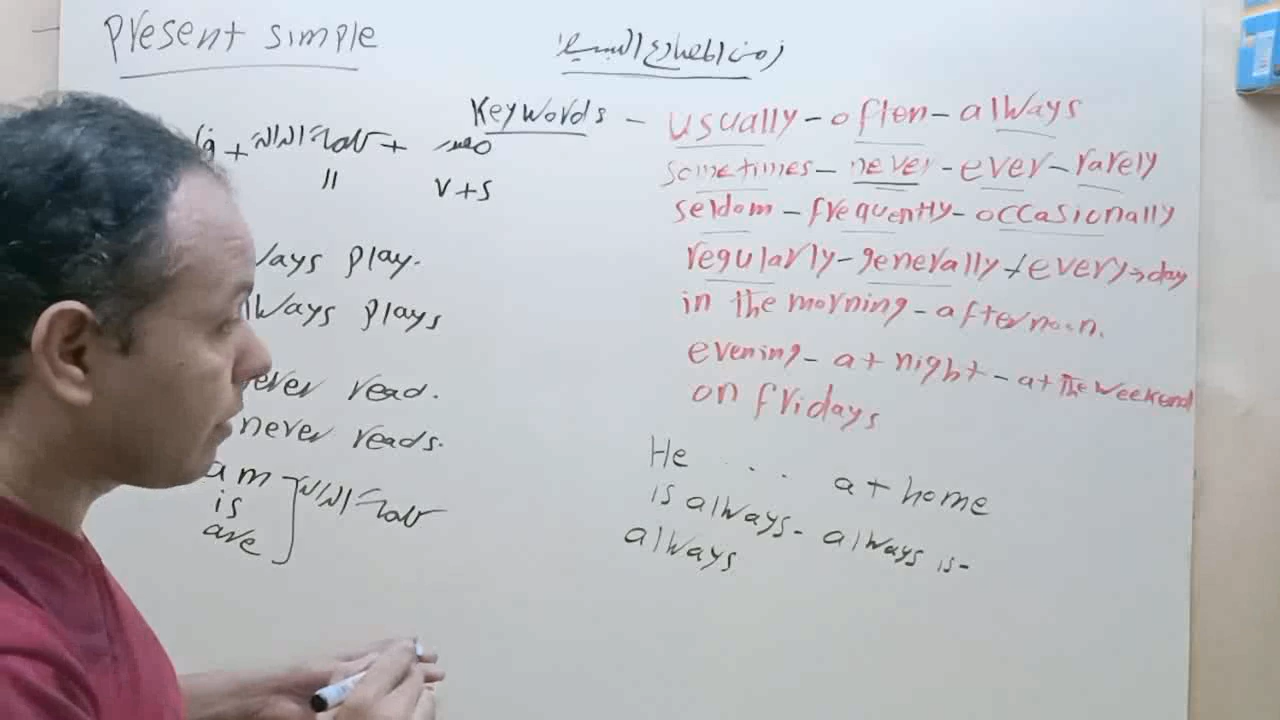 Present simple
زمن المضارع البسيط
Keywords - usually - often - always
sometimes - never - ever - rarely
seldom - frequently - occasionally
regularly - generally / every → day
in the morning - afternoon.
evening - at night - at the weekend
on fridays
+ + مصدر
V+s
ways play.
lways plays
ever read.
never reads.
am
is
are
He . . . at home
is always - always is -
always